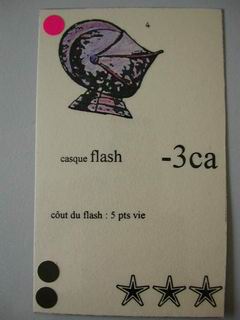 4
casque flash -3ca
côut du flash : 5 pts vie